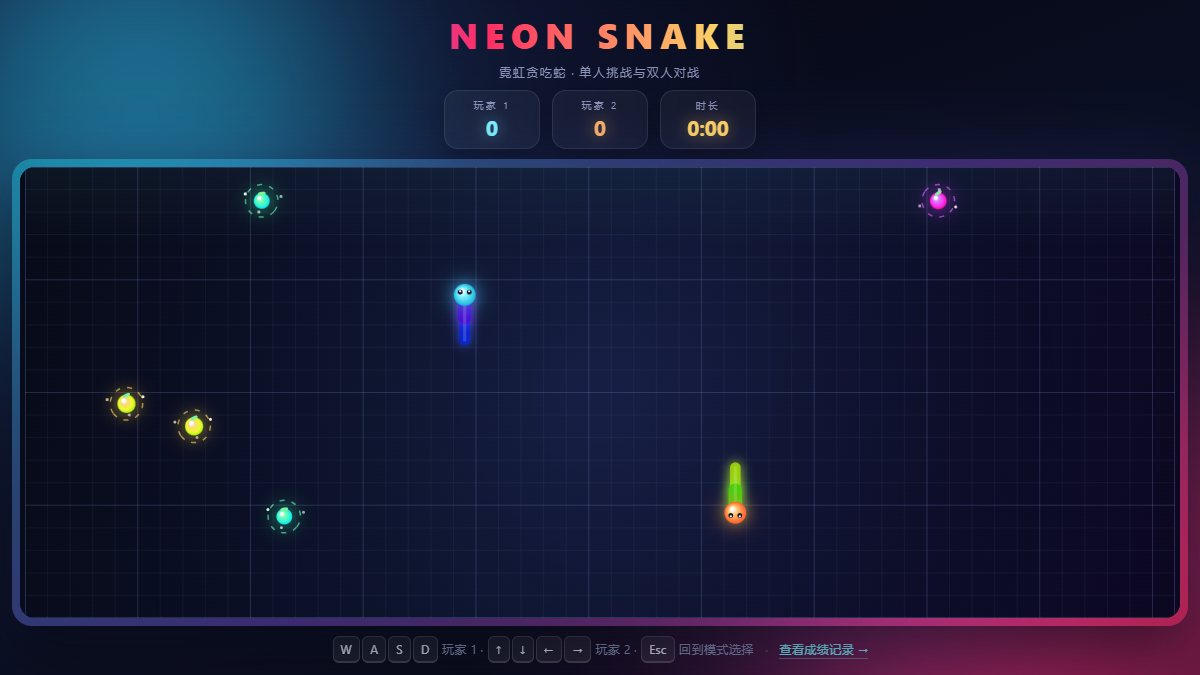 NEON SNAKE
霓虹贪吃蛇 · 单人挑战与双人对战
玩家 1 玩家 2 时长
0 0 0:00
W A S D 玩家 1 · ↑ ↓ ← → 玩家 2 · Esc 回到模式选择 · 查看成绩记录 →